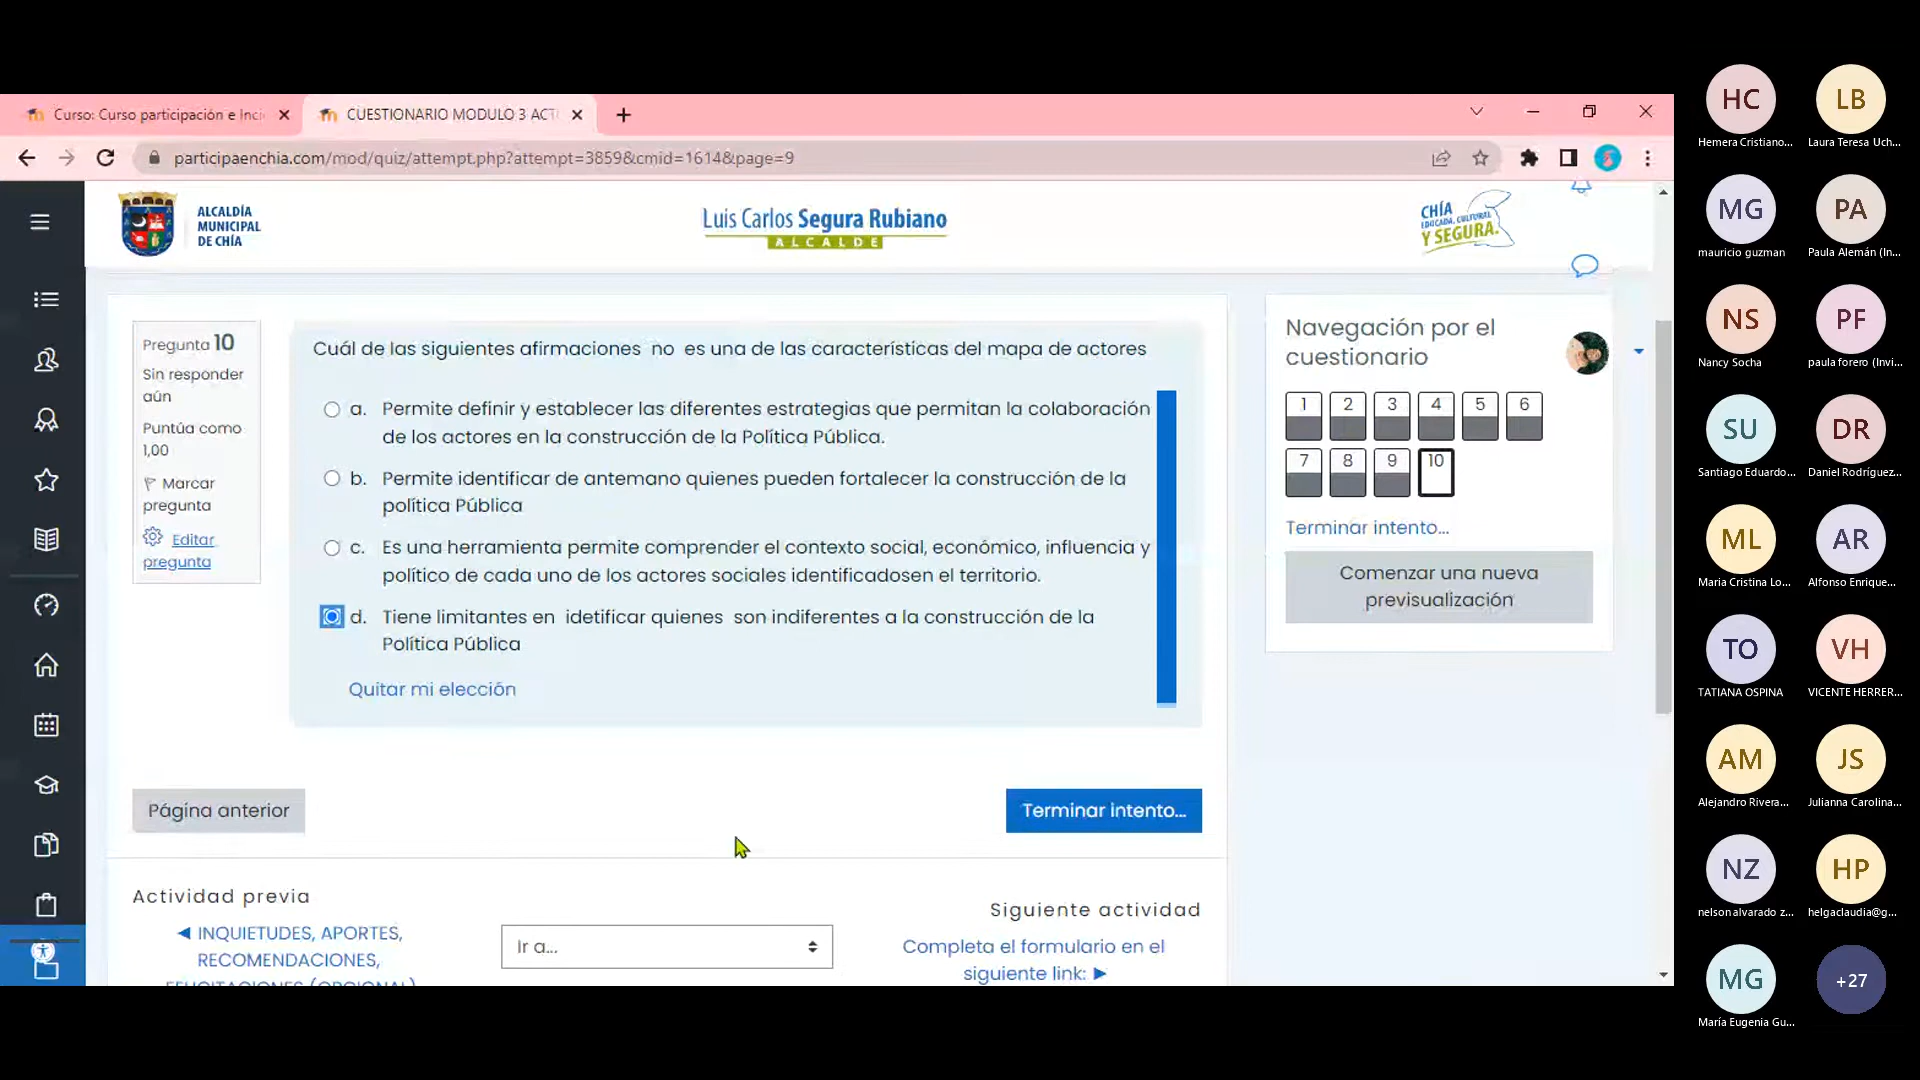 Curso: Curso participación e Inci
CUESTIONARIO MODULO 3 ACT
participaenchia.com/mod/quiz/attempt.php?attempt=3859&cmid=1614&page=9
ALCALDÍA
MUNICIPAL
DE CHÍA
Luis Carlos Segura Rubiano
ALCALDE
CHÍA
EDUCADA, CULTURAL
Y SEGURA.
Pregunta 10
Sin responder
aún
Puntúa como
1,00
Marcar
pregunta
Editar
pregunta
Cuál de las siguientes afirmaciones no es una de las características del mapa de actores
a. Permite definir y establecer las diferentes estrategias que permitan la colaboración
de los actores en la construcción de la Política Pública.
b. Permite identificar de antemano quienes pueden fortalecer la construcción de la
política Pública
c. Es una herramienta permite comprender el contexto social, económico, influencia y
político de cada uno de los actores sociales identificadosen el territorio.
d. Tiene limitantes en idetificar quienes son indiferentes a la construcción de la
Política Pública
Quitar mi elección
Página anterior
Terminar intento...
Actividad previa
◀ INQUIETUDES, APORTES,
RECOMENDACIONES,
FELICITACIONES (OPCIONAL)
Ir a...
Siguiente actividad
Completa el formulario en el
siguiente link: ▶
Navegación por el
cuestionario
1 2 3 4 5 6
7 8 9 10
Terminar intento...
Comenzar una nueva
previsualización
HC LB
Hemera Cristiano... Laura Teresa Uch...
MG PA
mauricio guzman Paula Alemán (In...
NS PF
Nancy Socha paula forero (Invi...
SU DR
Santiago Eduardo... Daniel Rodríguez...
ML AR
Maria Cristina Lo... Alfonso Enrique...
TO VH
TATIANA OSPINA VICENTE HERRER...
AM JS
Alejandro Rivera... Julianna Carolina...
NZ HP
nelson alvarado z... helgaclaudia@g...
MG +27
María Eugenia Gu...